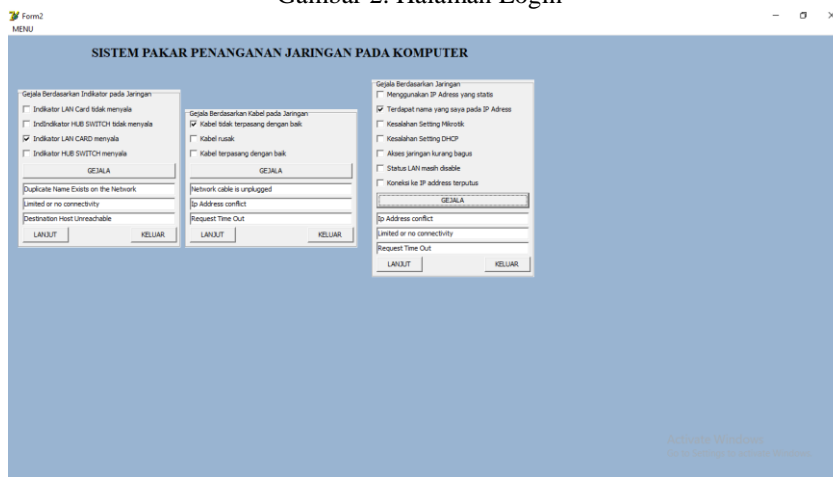 Gambar 2. Halaman Login
Form2
MENU
SISTEM PAKAR PENANGANAN JARINGAN PADA KOMPUTER
Gejala Berdasarkan Indikator pada Jaringan
Indikator LAN Card tidak menyala
IndIndikator HUB SWITCH tidak menyala
Indikator LAN CARD menyala
Indikator HUB SWITCH menyala
GEJALA
Duplicate Name Exists on the Network
Limited or no connectivity
Destination Host Unreachable
LANJUT
KELUAR
Gejala Berdasarkan Kabel pada Jaringan
Kabel tidak terpasang dengan baik
Kabel rusak
Kabel terpasang dengan baik
GEJALA
Network cable is unplugged
Ip Address conflict
Request Time Out
LANJUT
KELUAR
Gejala Berdasarkan Jaringan
Menggunakan IP Adress yang statis
Terdapat nama yang saya pada IP Adress
Kesalahan Setting Mikrotik
Kesalahan Setting DHCP
Akses jaringan kurang bagus
Status LAN masih disable
Koneksi ke IP address terputus
GEJALA
Ip Address conflict
Limited or no connectivity
Request Time Out
LANJUT
KELUAR
Activate Windows